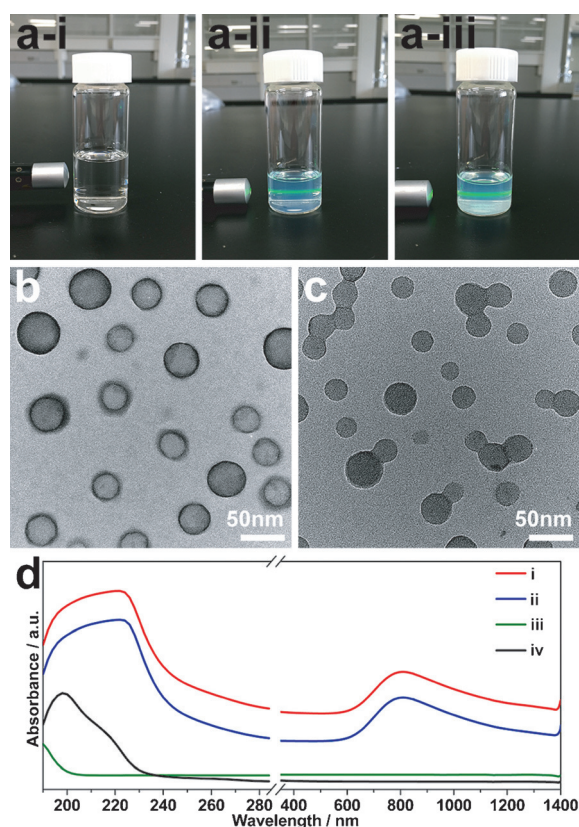 a-i
a-ii
a-iii
b
50nm
c
50nm
d
i
ii
iii
iv
Absorbance / a.u.
200 220 240 260 280 400 600 800 1000 1200 1400
Wavelength / nm